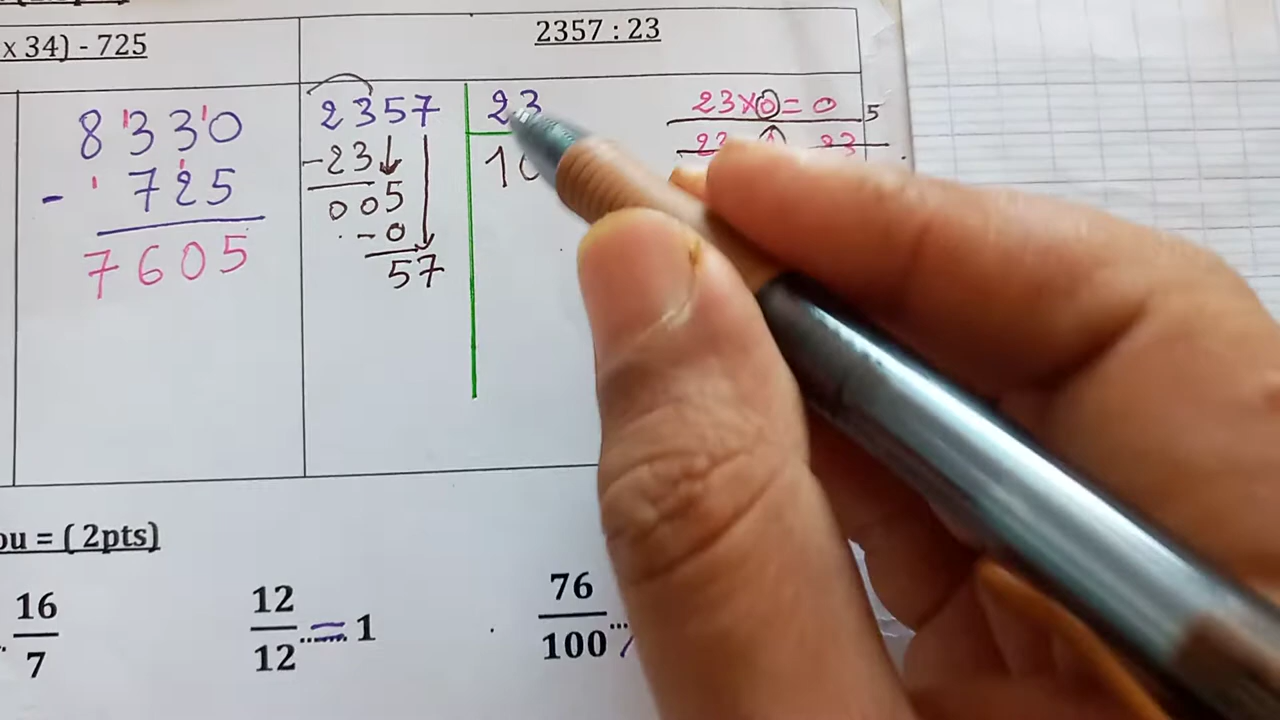 x 34) - 725
2357 : 23
8330
- 725
7605
2357 23
-23 10
005
-0
57
23x0=0 5
23
ou = ( 2pts)
16/7
12/12 = 1
76/100